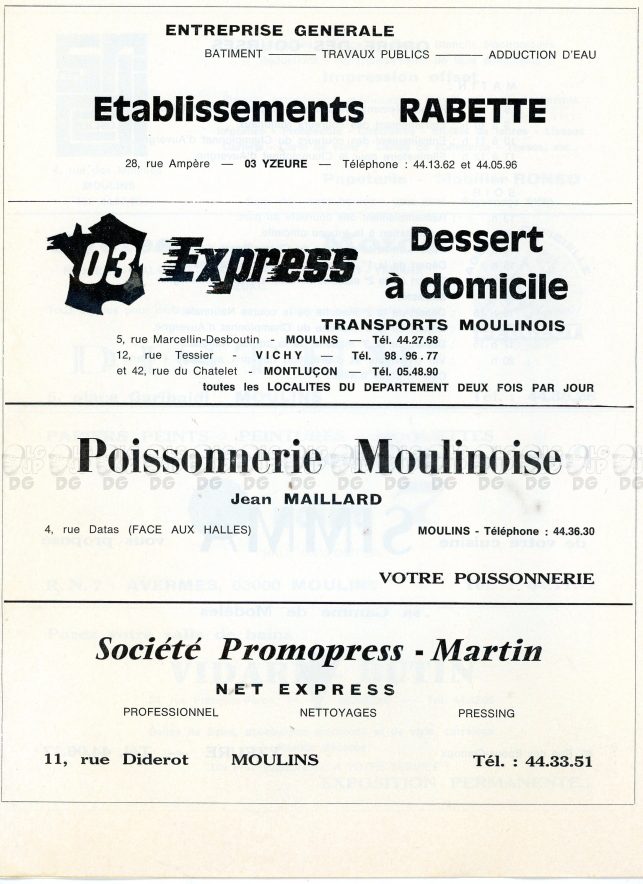 ENTREPRISE GENERALE
BATIMENT —— TRAVAUX PUBLICS —— ADDUCTION D'EAU
Etablissements RABETTE
28, rue Ampère — 03 YZEURE — Téléphone : 44.13.62 et 44.05.96
03 Express
Dessert
à domicile
TRANSPORTS MOULINOIS
5, rue Marcellin-Desboutin - MOULINS — Tél. 44.27.68
12, rue Tessier - VICHY — Tél. 98.96.77
et 42, rue du Chatelet - MONTLUÇON — Tél. 05.48.90
toutes les LOCALITES DU DEPARTEMENT DEUX FOIS PAR JOUR
Poissonnerie Moulinoise
Jean MAILLARD
4, rue Datas (FACE AUX HALLES) MOULINS - Téléphone : 44.36.30
VOTRE POISSONNERIE
Société Promopress - Martin
NET EXPRESS
PROFESSIONNEL NETTOYAGES PRESSING
11, rue Diderot MOULINS Tél. : 44.33.51